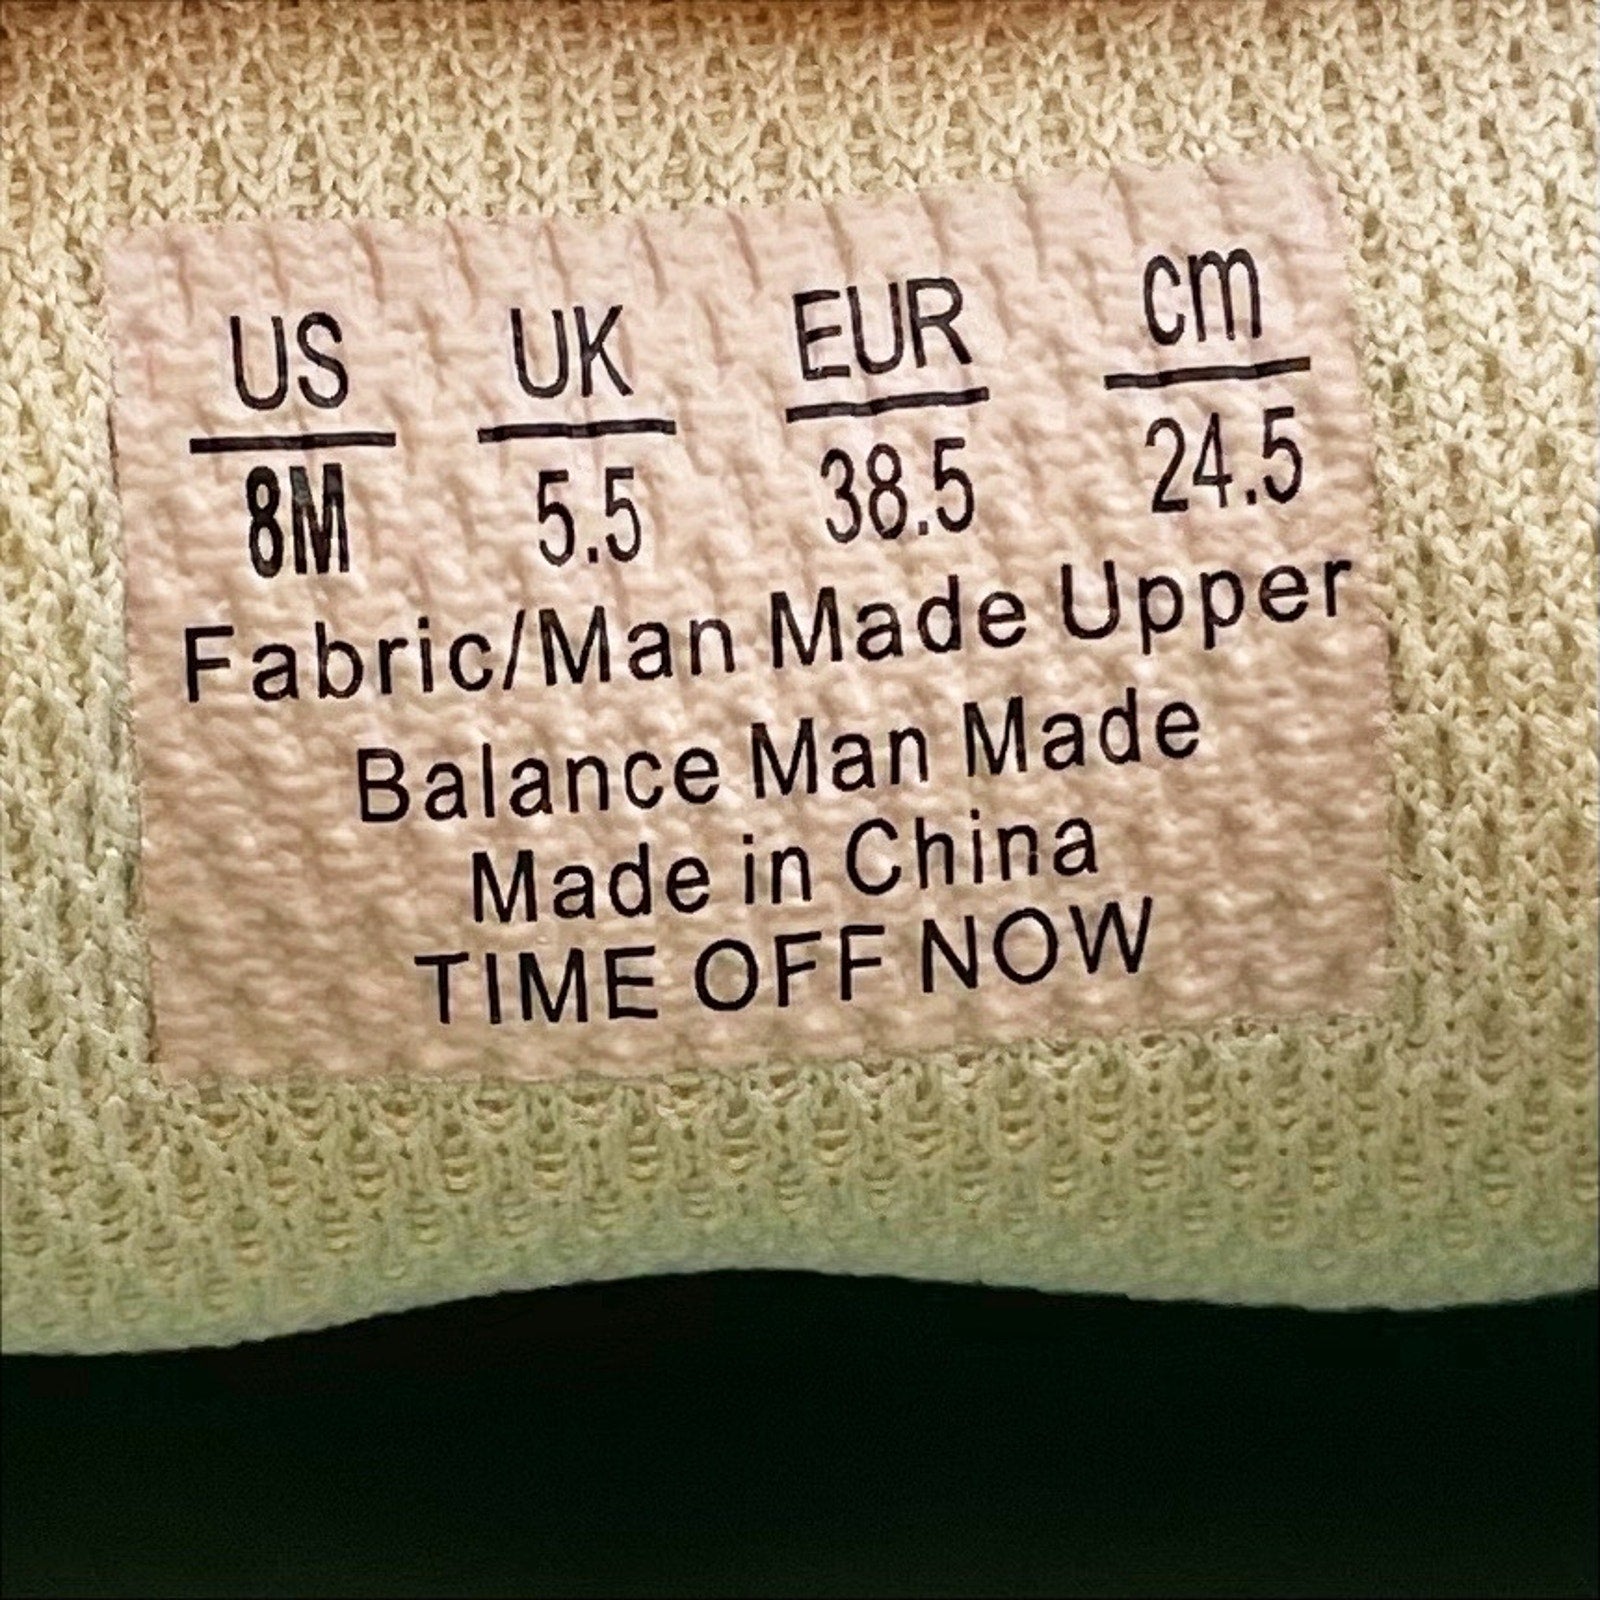 US UK EUR cm
8M 5.5 38.5 24.5
Fabric/Man Made Upper
Balance Man Made
Made in China
TIME OFF NOW